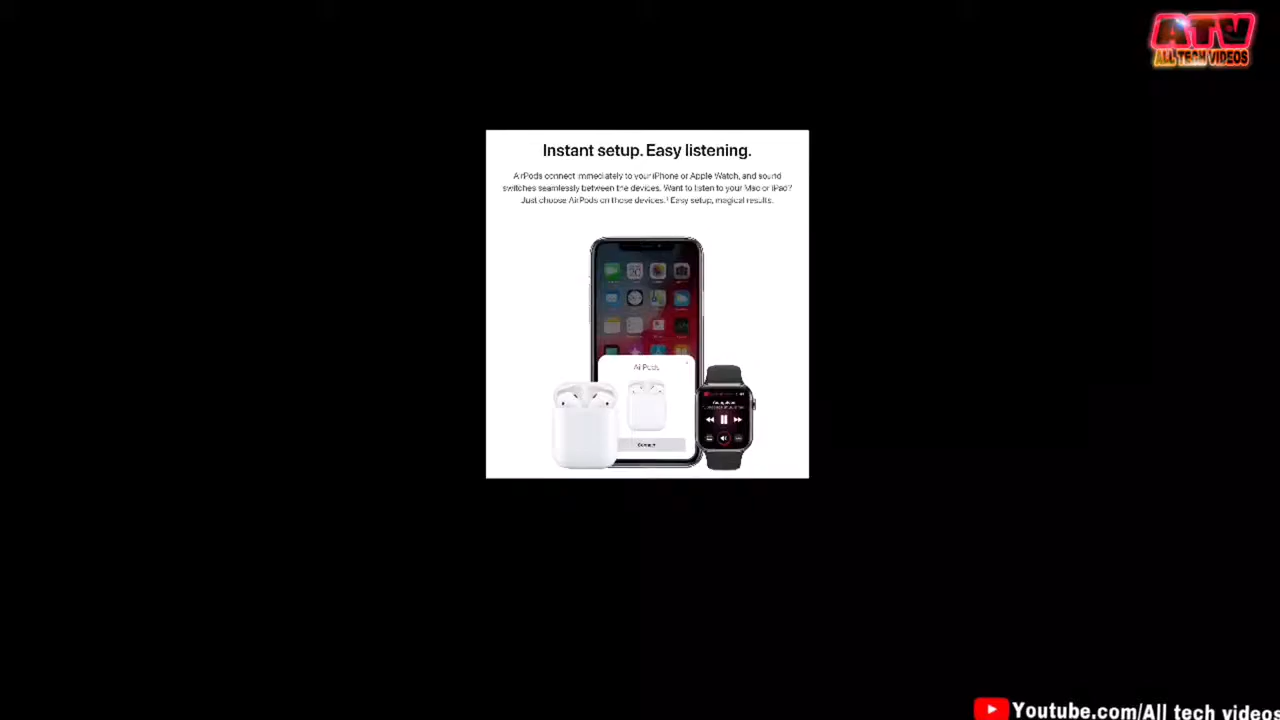 ATV
ALL TECH VIDEOS
Instant setup. Easy listening.
AirPods connect immediately to your iPhone or Apple Watch, and sound
switches seamlessly between the devices. Want to listen to your Mac or iPad?
Just choose AirPods on those devices.¹ Easy setup, magical results.
AirPods
Connect
Youtube.com/All tech videos